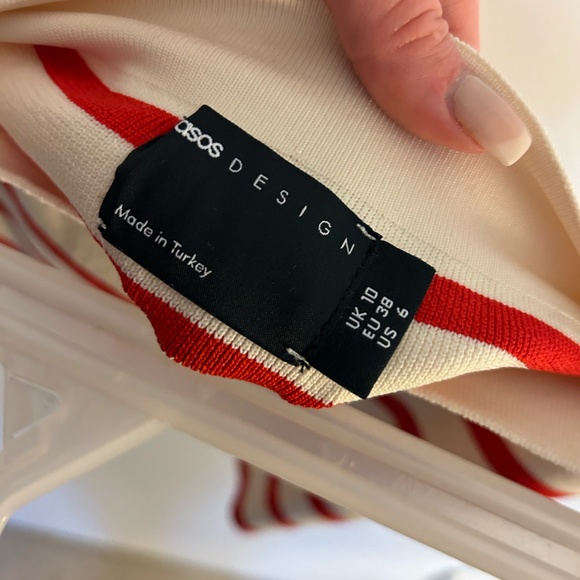 asos DESIGN
Made in Turkey
UK 10
EU 38
US 6